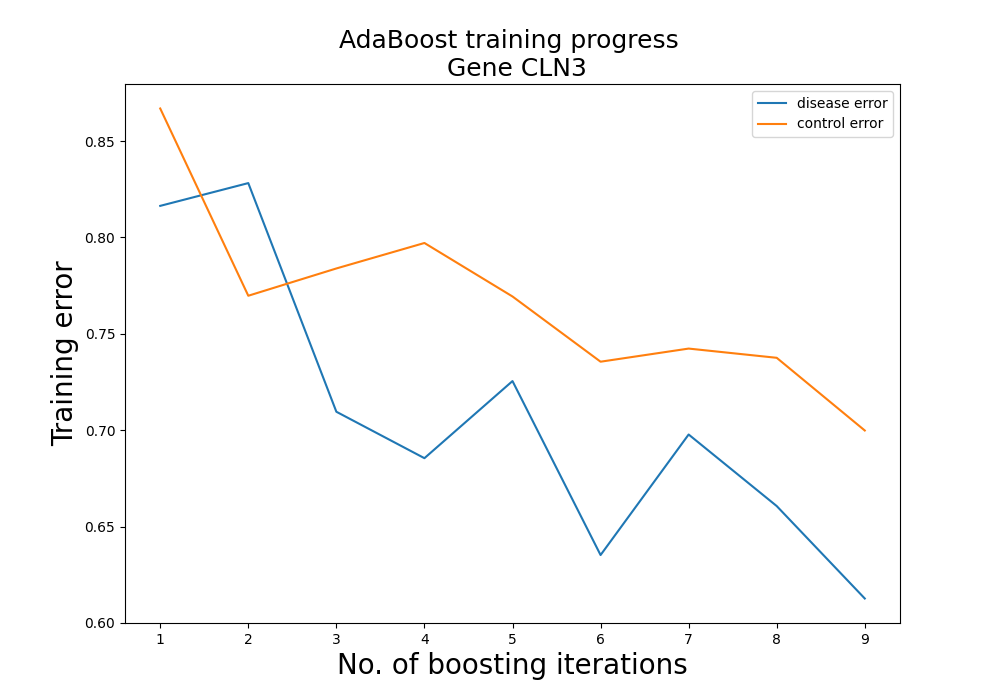 AdaBoost training progress
Gene CLN3
disease error
control error
0.85
0.80
0.75
0.70
0.65
0.60
Training error
1 2 3 4 5 6 7 8 9
No. of boosting iterations